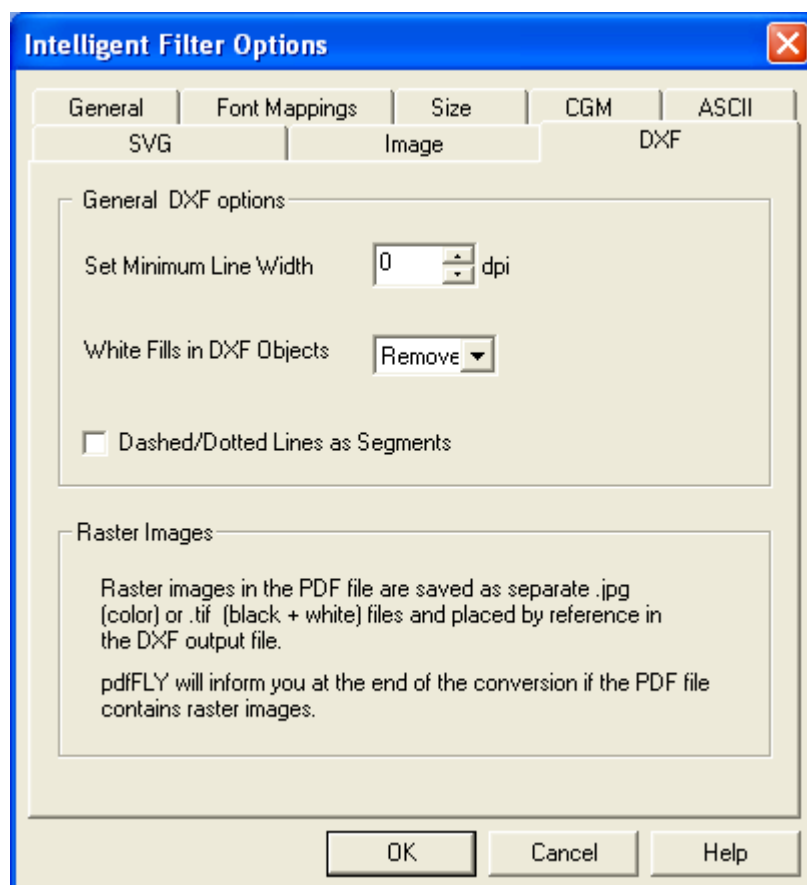 Intelligent Filter Options
General Font Mappings Size CGM ASCII
SVG Image DXF
General DXF options
Set Minimum Line Width 0 dpi
White Fills in DXF Objects Remove
Dashed/Dotted Lines as Segments
Raster Images
Raster images in the PDF file are saved as separate .jpg
(color) or .tif (black + white) files and placed by reference in
the DXF output file.
pdfFLY will inform you at the end of the conversion if the PDF file
contains raster images.
OK Cancel Help